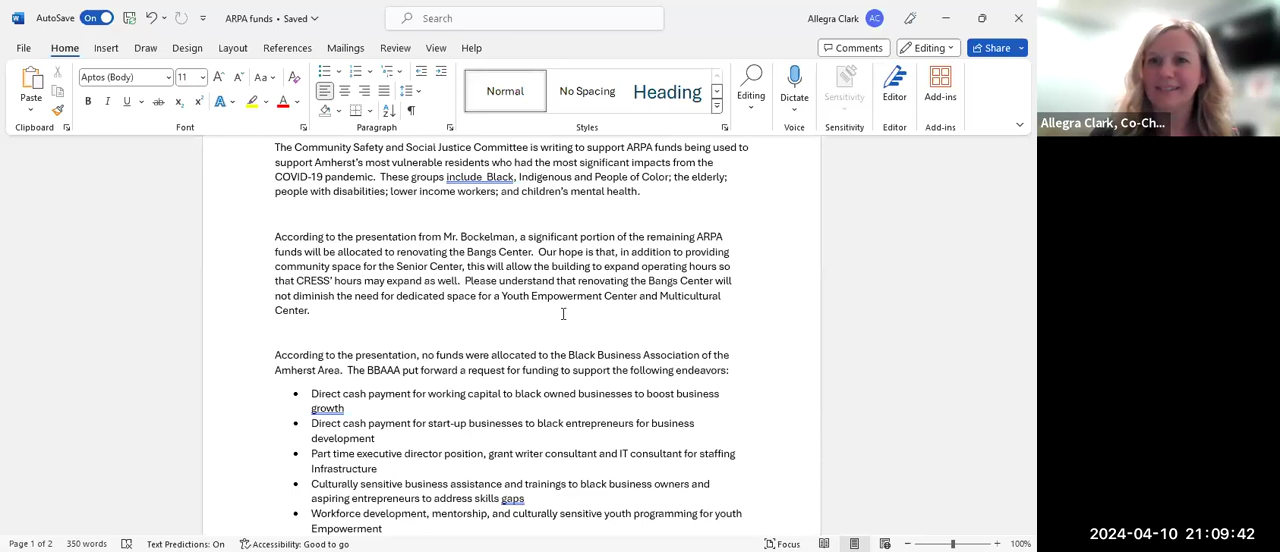 AutoSave On ARPA funds • Saved Search Allegra Clark AC
File Home Insert Draw Design Layout References Mailings Review View Help Comments Editing Share
Aptos (Body) 11 Aa
Paste B I U ab x₂ x² A A Normal No Spacing Heading Editing Dictate Sensitivity Editor Add-ins
Clipboard Font Paragraph Styles Voice Sensitivity Editor Add-ins
The Community Safety and Social Justice Committee is writing to support ARPA funds being used to
support Amherst's most vulnerable residents who had the most significant impacts from the
COVID-19 pandemic. These groups include Black, Indigenous and People of Color; the elderly;
people with disabilities; lower income workers; and children's mental health.
According to the presentation from Mr. Bockelman, a significant portion of the remaining ARPA
funds will be allocated to renovating the Bangs Center. Our hope is that, in addition to providing
community space for the Senior Center, this will allow the building to expand operating hours so
that CRESS' hours may expand as well. Please understand that renovating the Bangs Center will
not diminish the need for dedicated space for a Youth Empowerment Center and Multicultural
Center.
According to the presentation, no funds were allocated to the Black Business Association of the
Amherst Area. The BBAAA put forward a request for funding to support the following endeavors:
• Direct cash payment for working capital to black owned businesses to boost business
growth
• Direct cash payment for start-up businesses to black entrepreneurs for business
development
• Part time executive director position, grant writer consultant and IT consultant for staffing
Infrastructure
• Culturally sensitive business assistance and trainings to black business owners and
aspiring entrepreneurs to address skills gaps
• Workforce development, mentorship, and culturally sensitive youth programming for youth
Empowerment
Page 1 of 2 350 words Text Predictions: On Accessibility: Good to go Focus 100%
Allegra Clark, Co-Ch...
2024-04-10 21:09:42